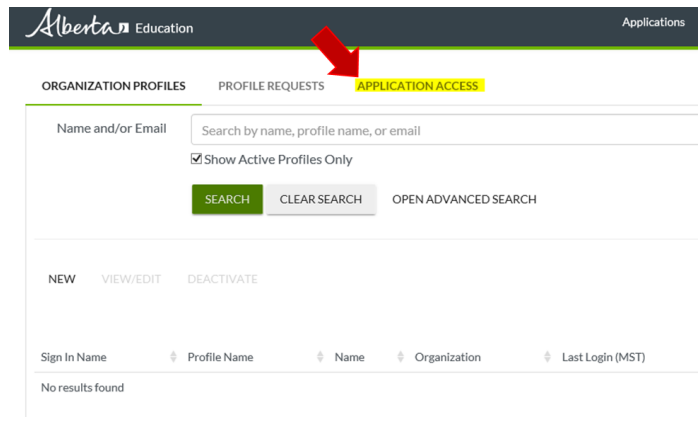 Alberta Education
Applications
ORGANIZATION PROFILES PROFILE REQUESTS APPLICATION ACCESS
Name and/or Email
Search by name, profile name, or email
Show Active Profiles Only
SEARCH CLEAR SEARCH OPEN ADVANCED SEARCH
NEW VIEW/EDIT DEACTIVATE
Sign In Name Profile Name Name Organization Last Login (MST)
No results found